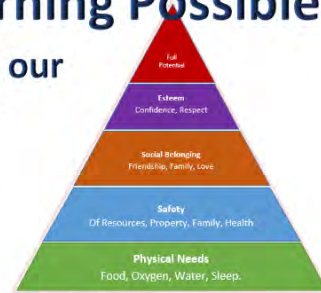 rning Possible
our
Full
Potential
Esteem
Confidence, Respect
Social Belonging
Friendship, Family, Love
Safety
Of Resources, Property, Family, Health
Physical Needs
Food, Oxygen, Water, Sleep.